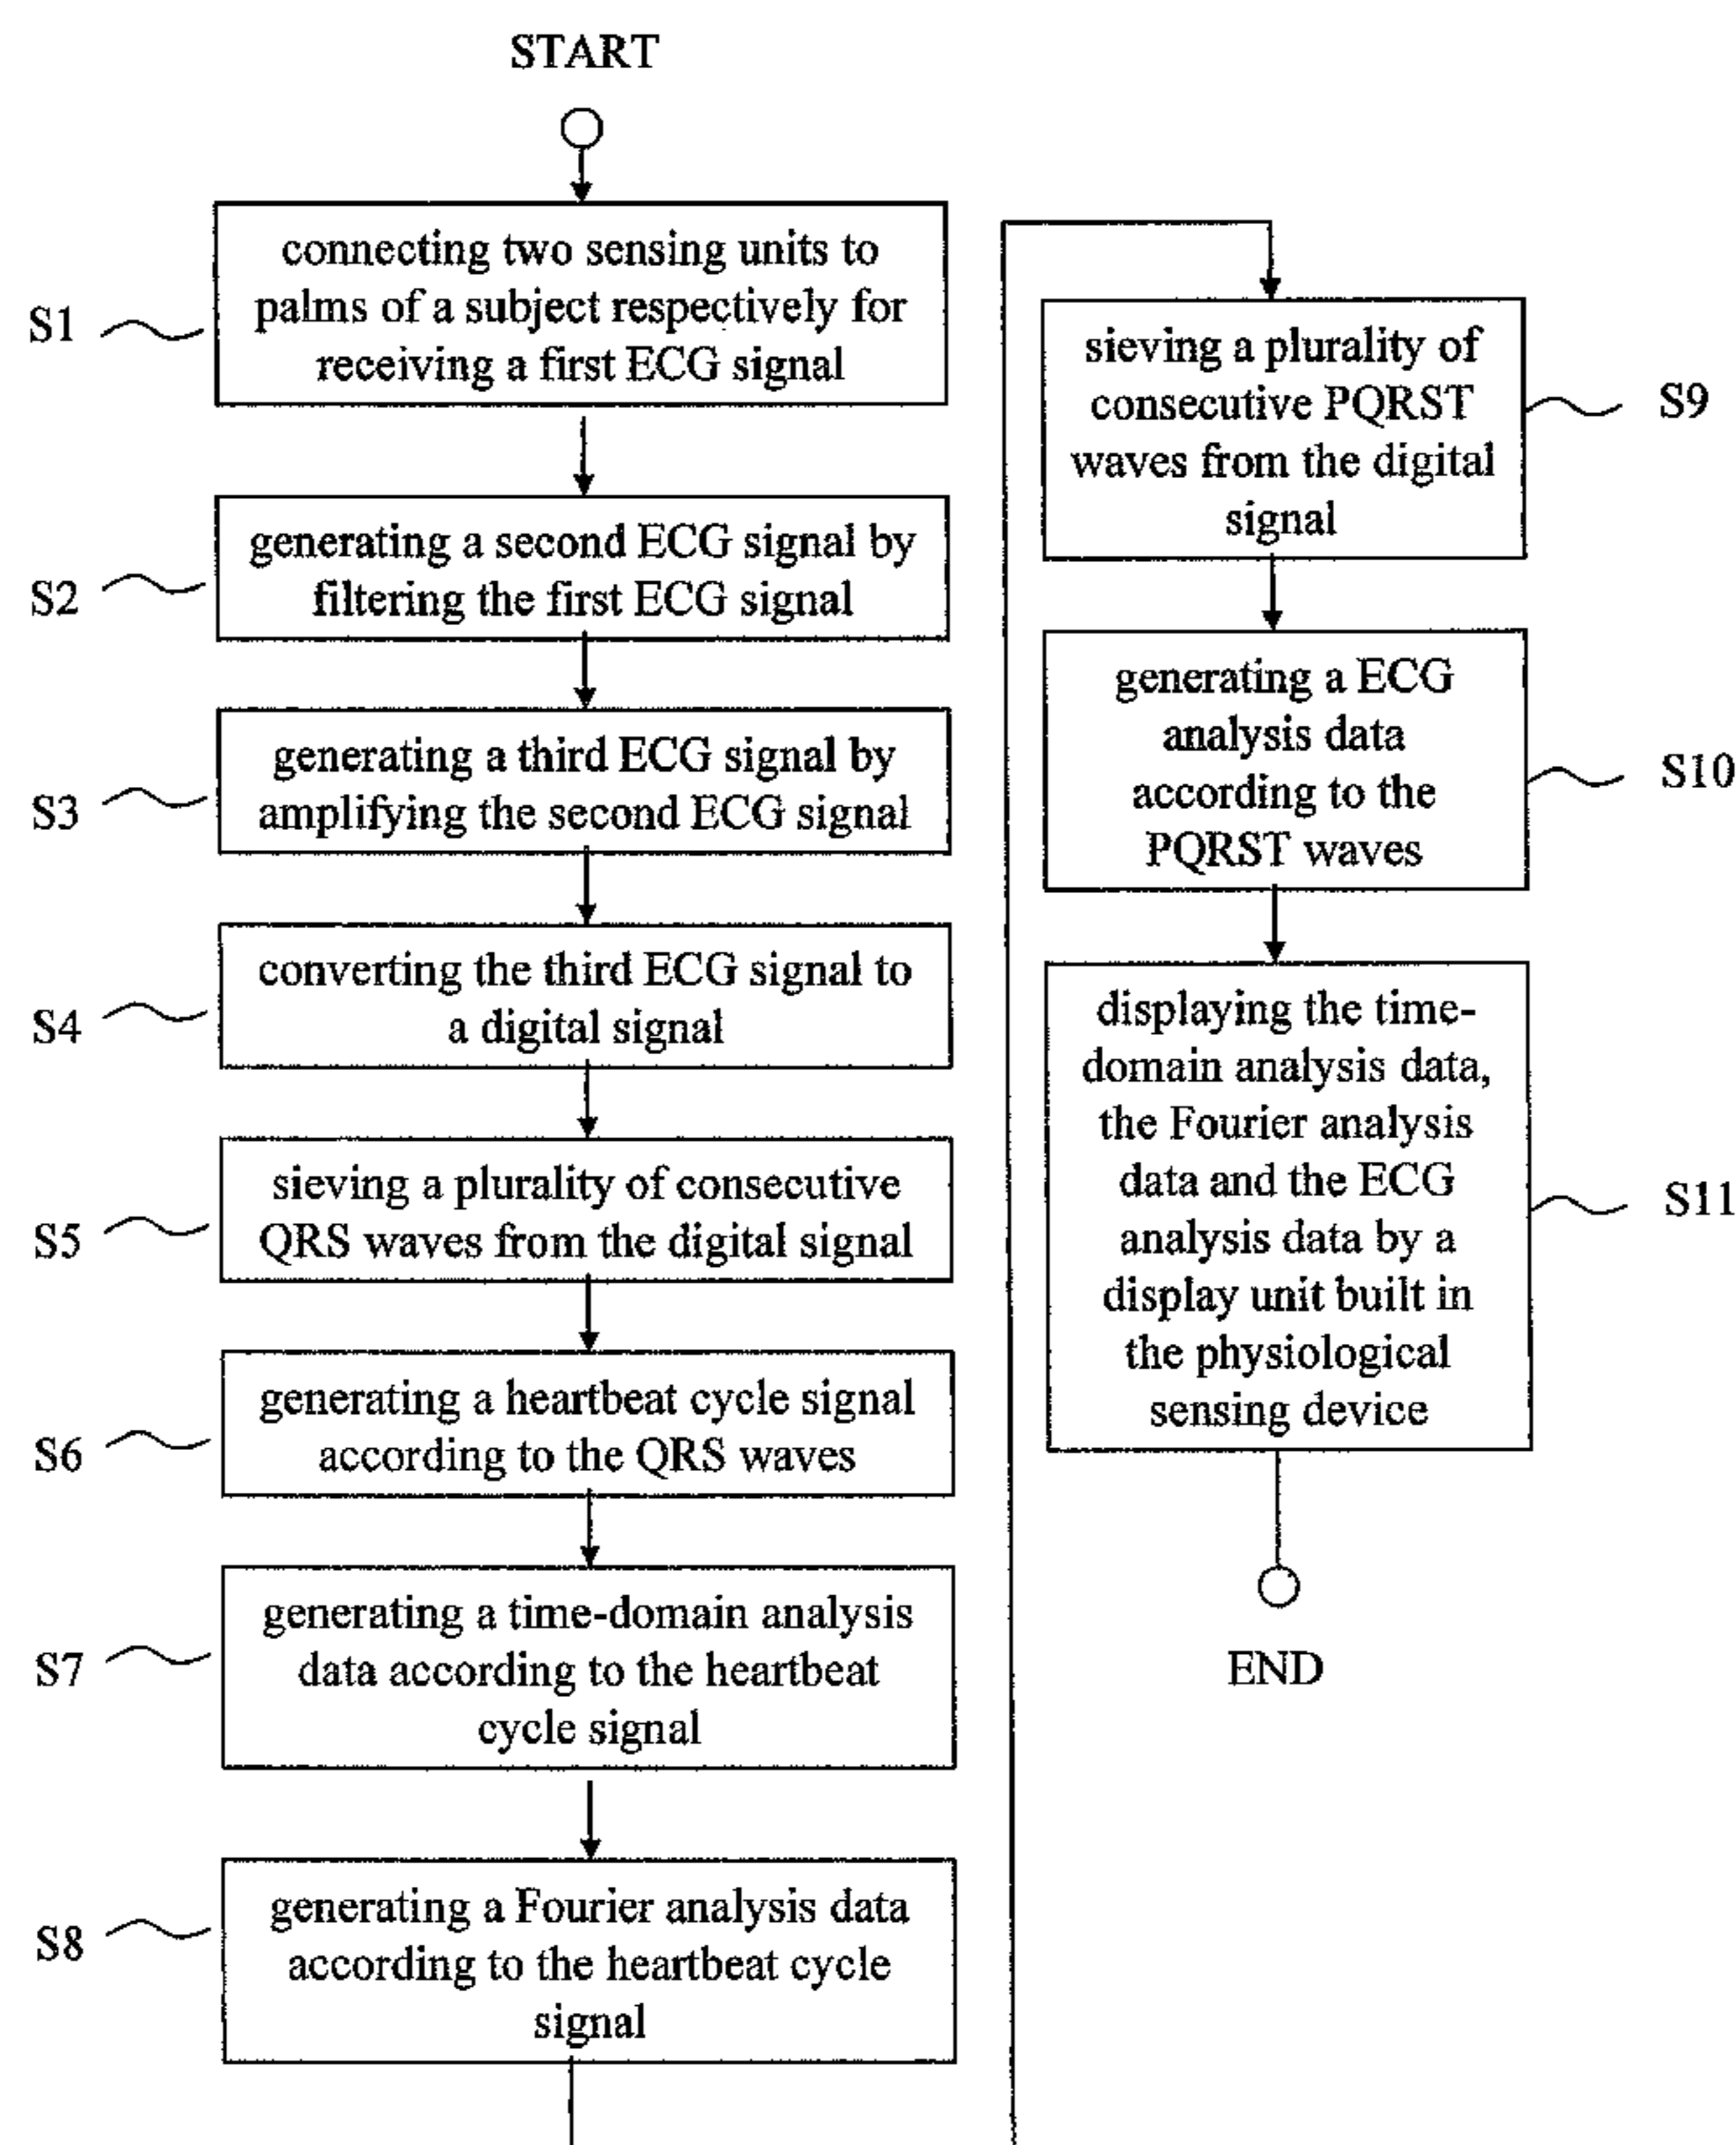 START
S1
connecting two sensing units to
palms of a subject respectively for
receiving a first ECG signal
S2
generating a second ECG signal by
filtering the first ECG signal
S3
generating a third ECG signal by
amplifying the second ECG signal
S4
converting the third ECG signal to
a digital signal
S5
sieving a plurality of consecutive
QRS waves from the digital signal
S6
generating a heartbeat cycle signal
according to the QRS waves
S7
generating a time-domain analysis
data according to the heartbeat
cycle signal
S8
generating a Fourier analysis data
according to the heartbeat cycle
signal
sieving a plurality of
consecutive PQRST
waves from the digital
signal
S9
generating a ECG
analysis data
according to the
PQRST waves
S10
displaying the time-
domain analysis data,
the Fourier analysis
data and the ECG
analysis data by a
display unit built in
the physiological
sensing device
S11
END